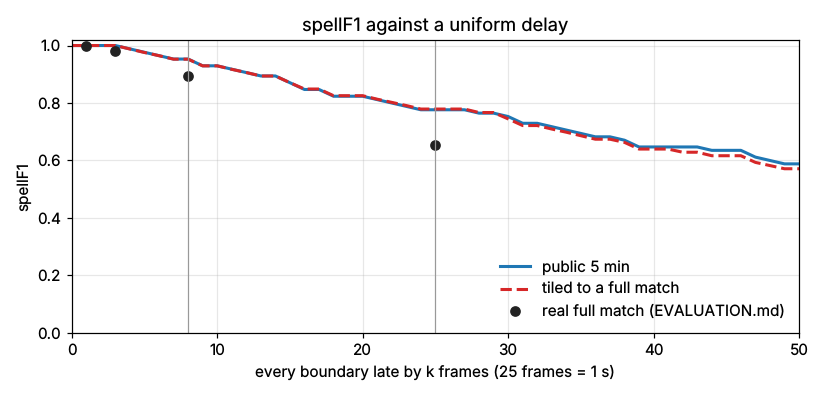 spellF1 against a uniform delay
1.0
0.8
0.6
0.4
0.2
0.0
spellF1
public 5 min
tiled to a full match
real full match (EVALUATION.md)
0 10 20 30 40 50
every boundary late by k frames (25 frames = 1 s)